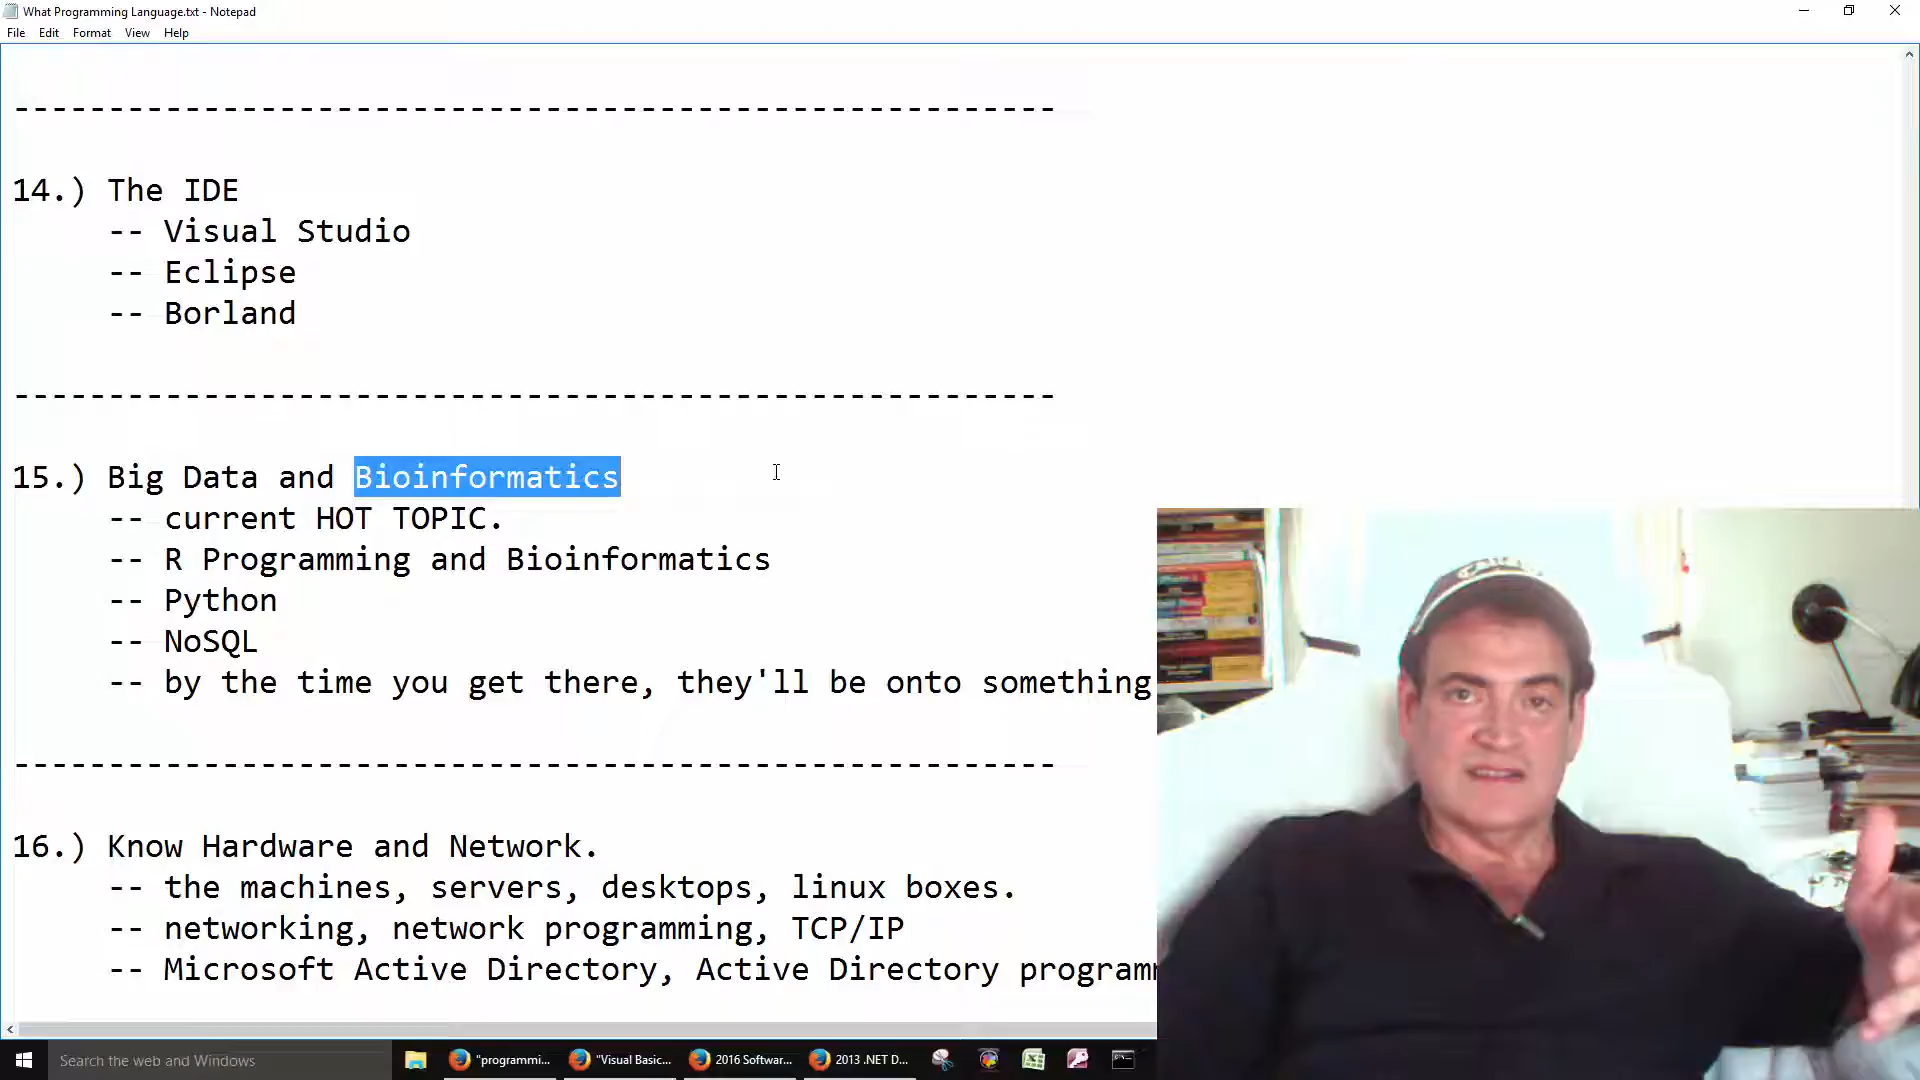 What Programming Language.txt - Notepad
File Edit Format View Help
-------------------------------------------------------
14.) The IDE
-- Visual Studio
-- Eclipse
-- Borland
-------------------------------------------------------
15.) Big Data and Bioinformatics
-- current HOT TOPIC.
-- R Programming and Bioinformatics
-- Python
-- NoSQL
-- by the time you get there, they'll be onto something
-------------------------------------------------------
16.) Know Hardware and Network.
-- the machines, servers, desktops, linux boxes.
-- networking, network programming, TCP/IP
-- Microsoft Active Directory, Active Directory programm
Search the web and Windows "programmi... "Visual Basic... 2016 Softwar... 2013 .NET D...